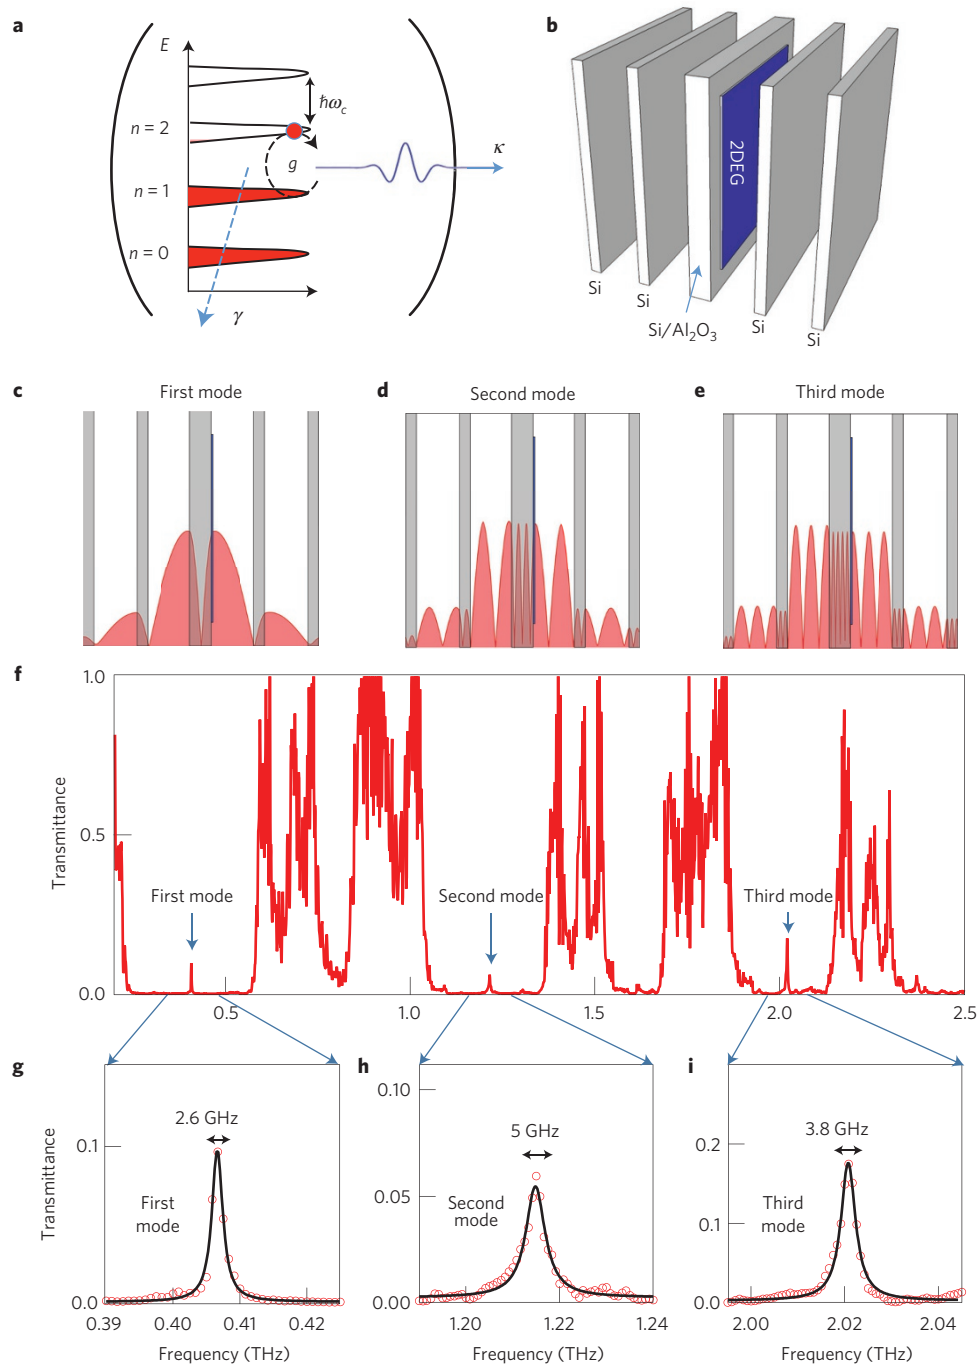 a
E
ħω_c
n = 2
g
κ
n = 1
n = 0
γ
b
2DEG
Si
Si
Si/Al₂O₃
Si
Si
c
First mode
d
Second mode
e
Third mode
f
1.0
0.5
0.0
Transmittance
First mode
Second mode
Third mode
0.5
1.0
1.5
2.0
2.5
g
0.1
0.0
Transmittance
2.6 GHz
First
mode
0.39
0.40
0.41
0.42
Frequency (THz)
h
0.10
0.05
0.00
5 GHz
Second
mode
1.20
1.22
1.24
Frequency (THz)
i
0.2
0.1
0.0
3.8 GHz
Third
mode
2.00
2.02
2.04
Frequency (THz)